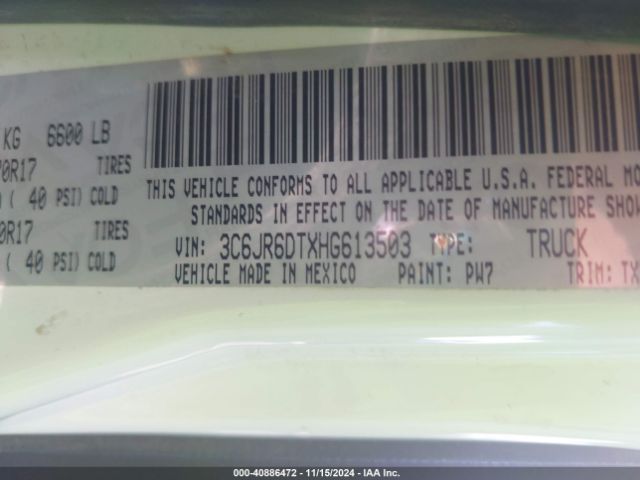 KG 6600 LB
TIRES
( 40 PSI) COLD
TIRES
( 40 PSI) COLD
THIS VEHICLE CONFORMS TO ALL APPLICABLE U.S.A. FEDERAL MO
STANDARDS IN EFFECT ON THE DATE OF MANUFACTURE SHOW
VIN: 3C6JR6DTXHG613503 TYPE: TRUCK
VEHICLE MADE IN MEXICO PAINT: PW7 TRIM: TX
000-40886472 - 11/15/2024 - IAA Inc.